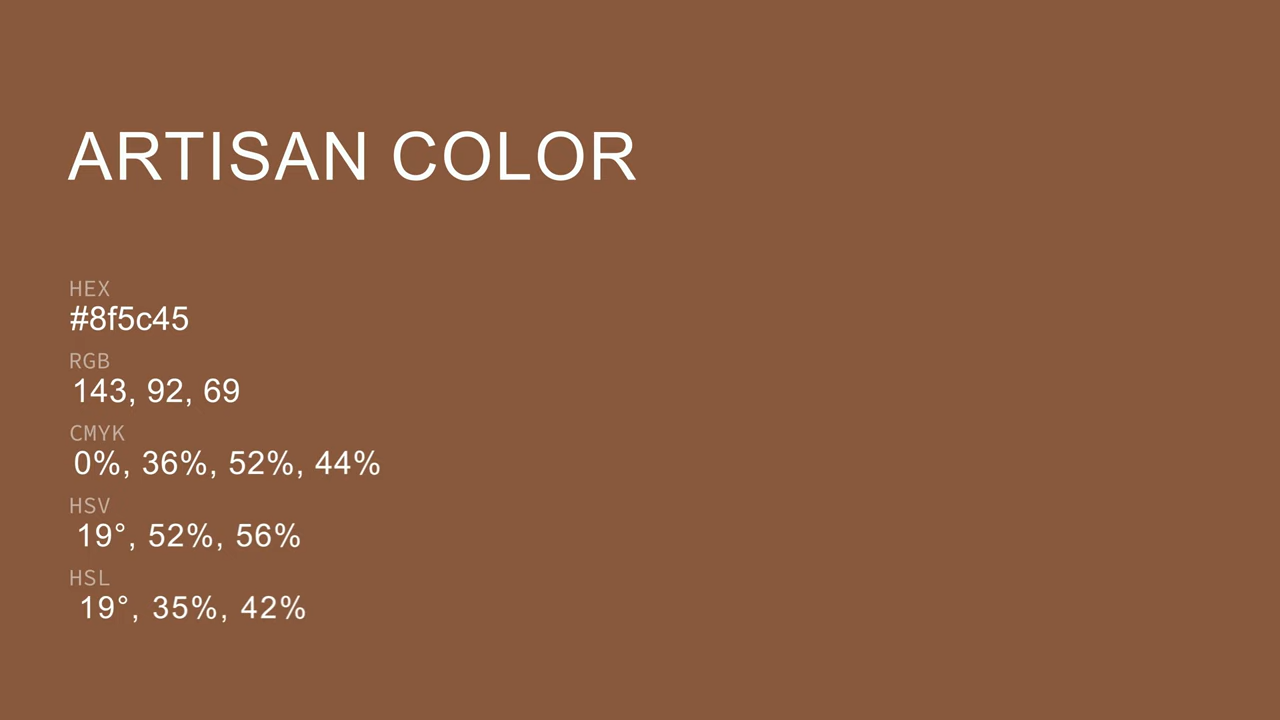 ARTISAN COLOR
HEX
#8f5c45
RGB
143, 92, 69
CMYK
0%, 36%, 52%, 44%
HSV
19°, 52%, 56%
HSL
19°, 35%, 42%